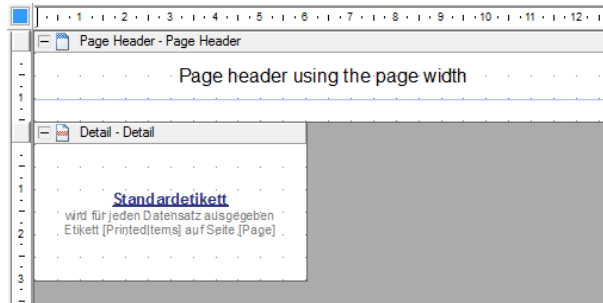 1 2 3 4 5 6 7 8 9 10 11 12
Page Header - Page Header
Page header using the page width
1
Detail - Detail
1
Standardetikett
wird für jeden Datensatz ausgegeben
2
Etikett [PrintedItems] auf Seite [Page]
3